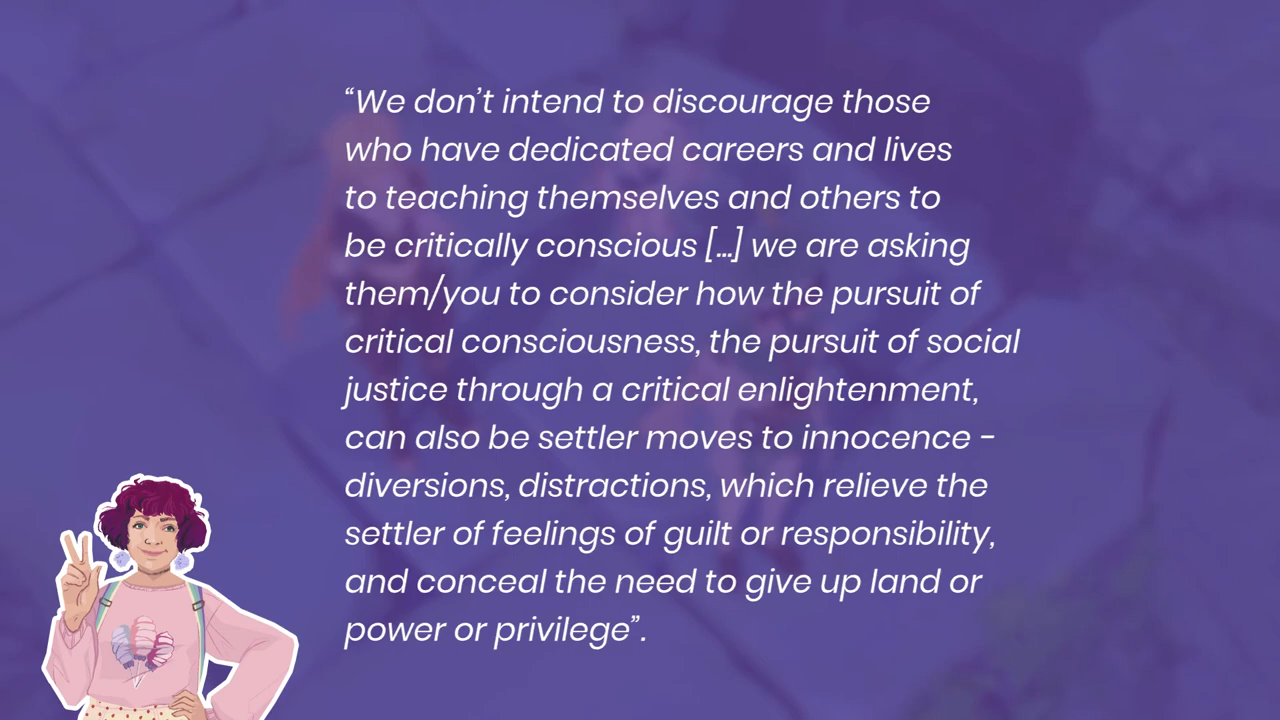 “We don’t intend to discourage those
who have dedicated careers and lives
to teaching themselves and others to
be critically conscious [...] we are asking
them/you to consider how the pursuit of
critical consciousness, the pursuit of social
justice through a critical enlightenment,
can also be settler moves to innocence -
diversions, distractions, which relieve the
settler of feelings of guilt or responsibility,
and conceal the need to give up land or
power or privilege”.